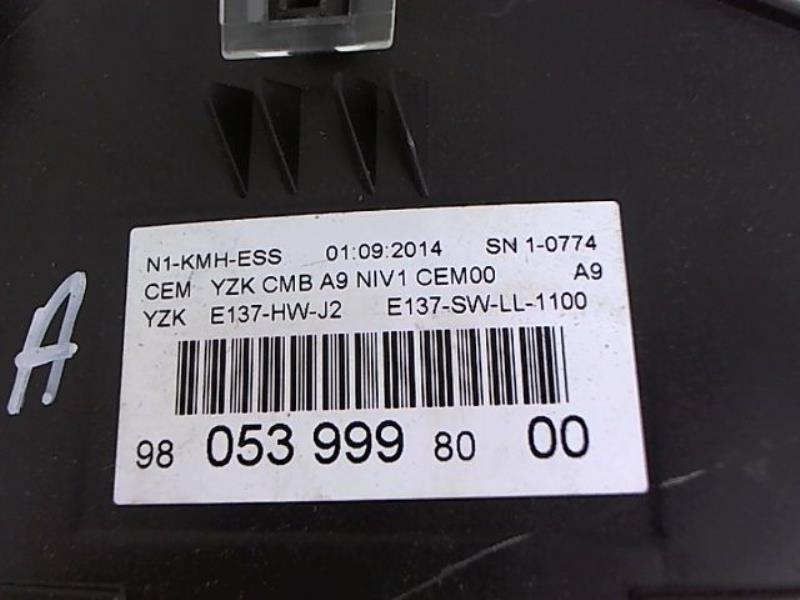 N1-KMH-ESS 01:09:2014 SN 1-0774
CEM YZK CMB A9 NIV1 CEM00 A9
YZK E137-HW-J2 E137-SW-LL-1100
98 053 999 80 00
A